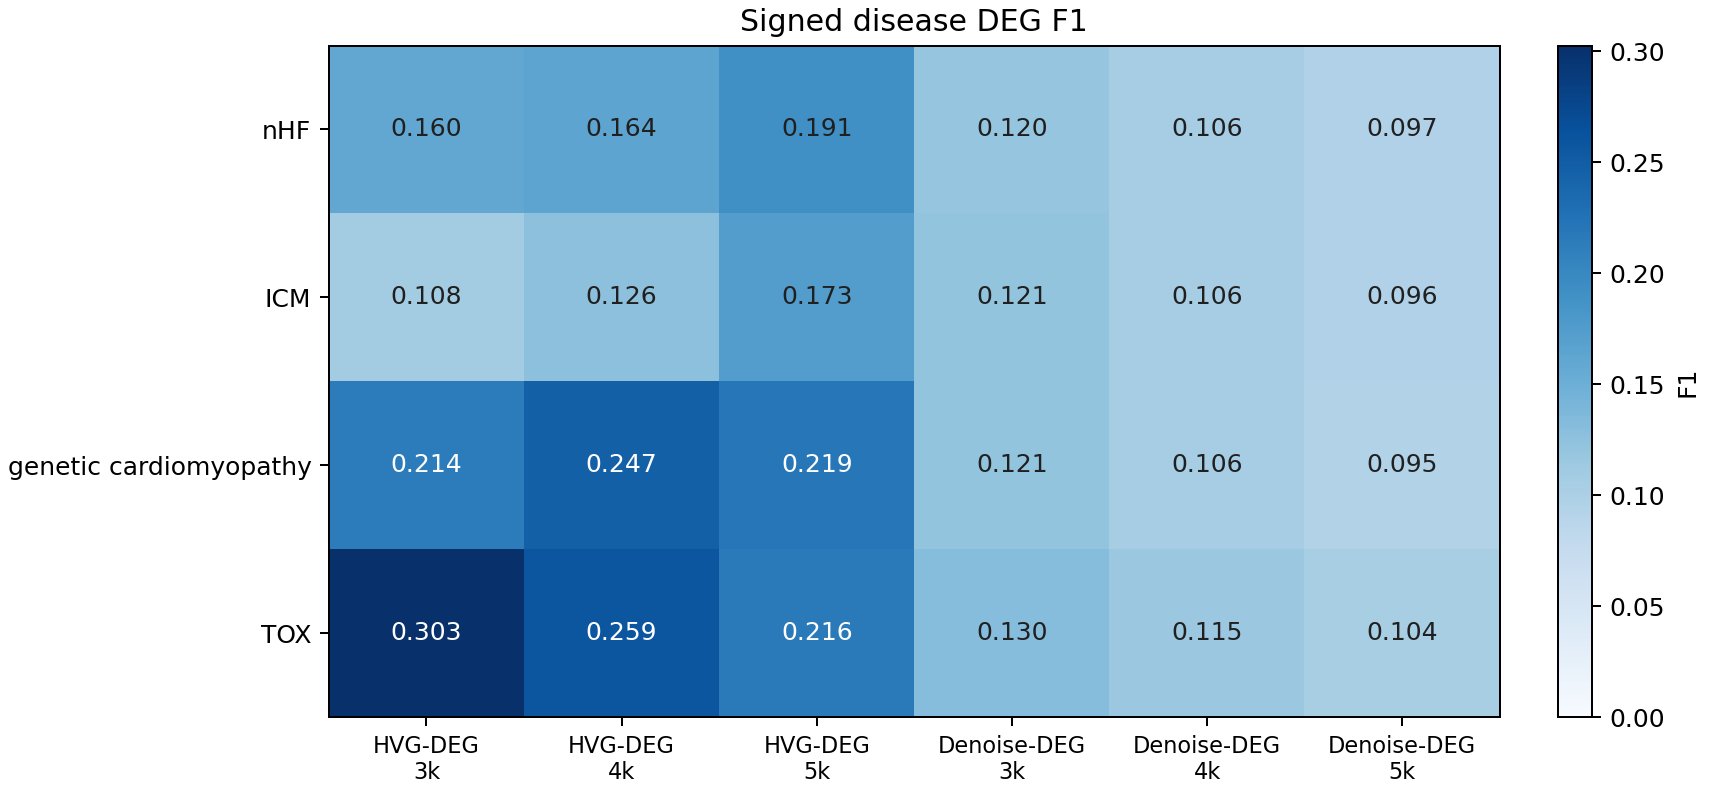 Signed disease DEG F1
nHF 0.160 0.164 0.191 0.120 0.106 0.097
ICM 0.108 0.126 0.173 0.121 0.106 0.096
genetic cardiomyopathy 0.214 0.247 0.219 0.121 0.106 0.095
TOX 0.303 0.259 0.216 0.130 0.115 0.104
HVG-DEG HVG-DEG HVG-DEG Denoise-DEG Denoise-DEG Denoise-DEG
3k 4k 5k 3k 4k 5k
0.30
0.25
0.20
0.15
0.10
0.05
0.00
F1